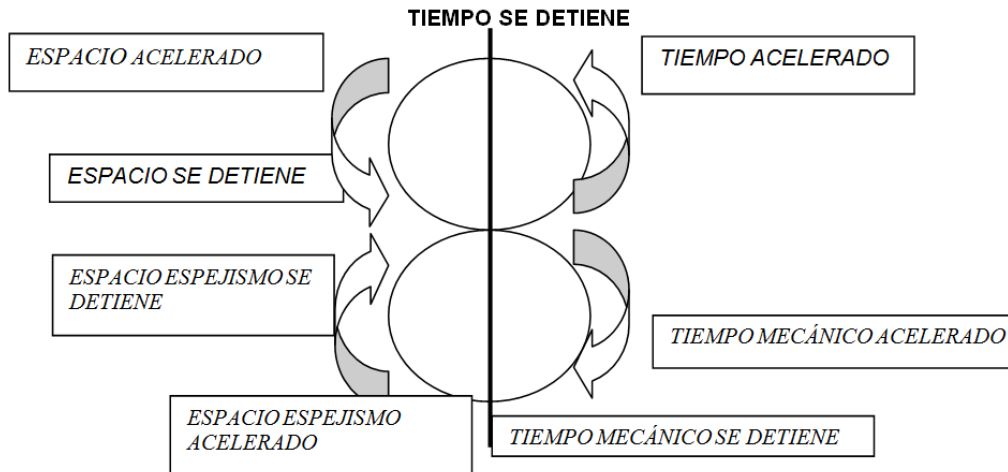 TIEMPO SE DETIENE
ESPACIO ACELERADO
TIEMPO ACELERADO
ESPACIO SE DETIENE
ESPACIO ESPEJISMO SE
DETIENE
TIEMPO MECÁNICO ACELERADO
ESPACIO ESPEJISMO
ACELERADO
TIEMPO MECÁNICO SE DETIENE